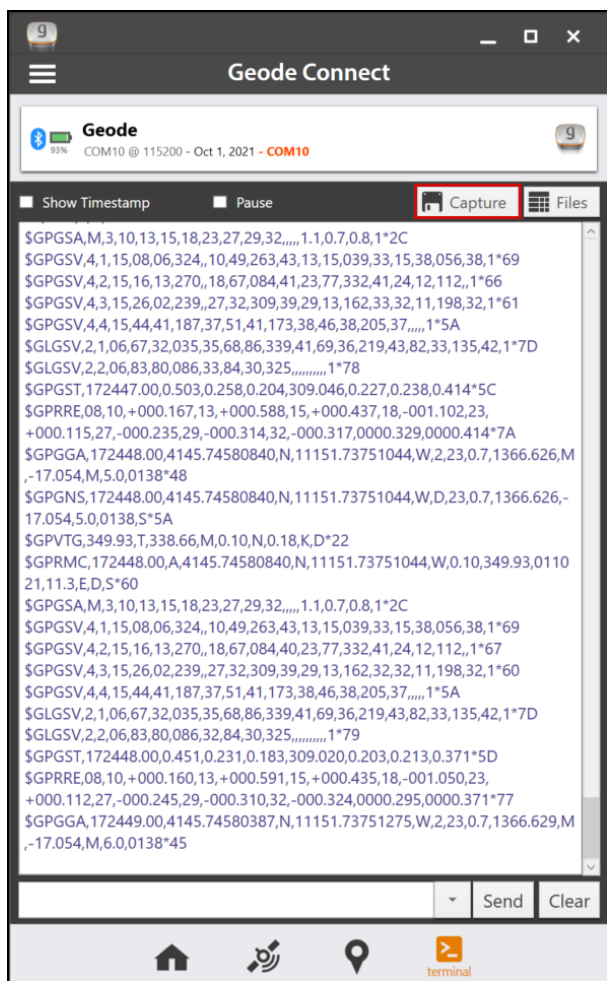 g
Geode Connect
Geode
93%
COM10 @ 115200 - Oct 1, 2021 - COM10
g
Show Timestamp
Pause
Capture
Files
$GPGSA,M,3,10,13,15,18,23,27,29,32,,,,,1.1,0.7,0.8,1*2C
$GPGSV,4,1,15,08,06,324,,10,49,263,43,13,15,039,33,15,38,056,38,1*69
$GPGSV,4,2,15,16,13,270,,18,67,084,41,23,77,332,41,24,12,112,,1*66
$GPGSV,4,3,15,26,02,239,,27,32,309,39,29,13,162,33,32,11,198,32,1*61
$GPGSV,4,4,15,44,41,187,37,51,41,173,38,46,38,205,37,,,,,1*5A
$GLGSV,2,1,06,67,32,035,35,68,86,339,41,69,36,219,43,82,33,135,42,1*7D
$GLGSV,2,2,06,83,80,086,33,84,30,325,,,,,,,,,,1*78
$GPGST,172447.00,0.503,0.258,0.204,309.046,0.227,0.238,0.414*5C
$GPRRE,08,10,+000.167,13,+000.588,15,+000.437,18,-001.102,23,
+000.115,27,-000.235,29,-000.314,32,-000.317,0000.329,0000.414*7A
$GPGGA,172448.00,4145.74580840,N,11151.73751044,W,2,23,0.7,1366.626,M
,-17.054,M,5.0,0138*48
$GPGNS,172448.00,4145.74580840,N,11151.73751044,W,D,23,0.7,1366.626,-
17.054,5.0,0138,S*5A
$GPVTG,349.93,T,338.66,M,0.10,N,0.18,K,D*22
$GPRMC,172448.00,A,4145.74580840,N,11151.73751044,W,0.10,349.93,0110
21,11.3,E,D,S*60
$GPGSA,M,3,10,13,15,18,23,27,29,32,,,,,1.1,0.7,0.8,1*2C
$GPGSV,4,1,15,08,06,324,,10,49,263,43,13,15,039,33,15,38,056,38,1*69
$GPGSV,4,2,15,16,13,270,,18,67,084,40,23,77,332,41,24,12,112,,1*67
$GPGSV,4,3,15,26,02,239,,27,32,309,39,29,13,162,32,32,11,198,32,1*60
$GPGSV,4,4,15,44,41,187,37,51,41,173,38,46,38,205,37,,,,,1*5A
$GLGSV,2,1,06,67,32,035,35,68,86,339,41,69,36,219,43,82,33,135,42,1*7D
$GLGSV,2,2,06,83,80,086,32,84,30,325,,,,,,,,,,1*79
$GPGST,172448.00,0.451,0.231,0.183,309.020,0.203,0.213,0.371*5D
$GPRRE,08,10,+000.160,13,+000.591,15,+000.435,18,-001.050,23,
+000.112,27,-000.245,29,-000.310,32,-000.324,0000.295,0000.371*77
$GPGGA,172449.00,4145.74580387,N,11151.73751275,W,2,23,0.7,1366.629,M
,-17.054,M,6.0,0138*45
Send
Clear
terminal